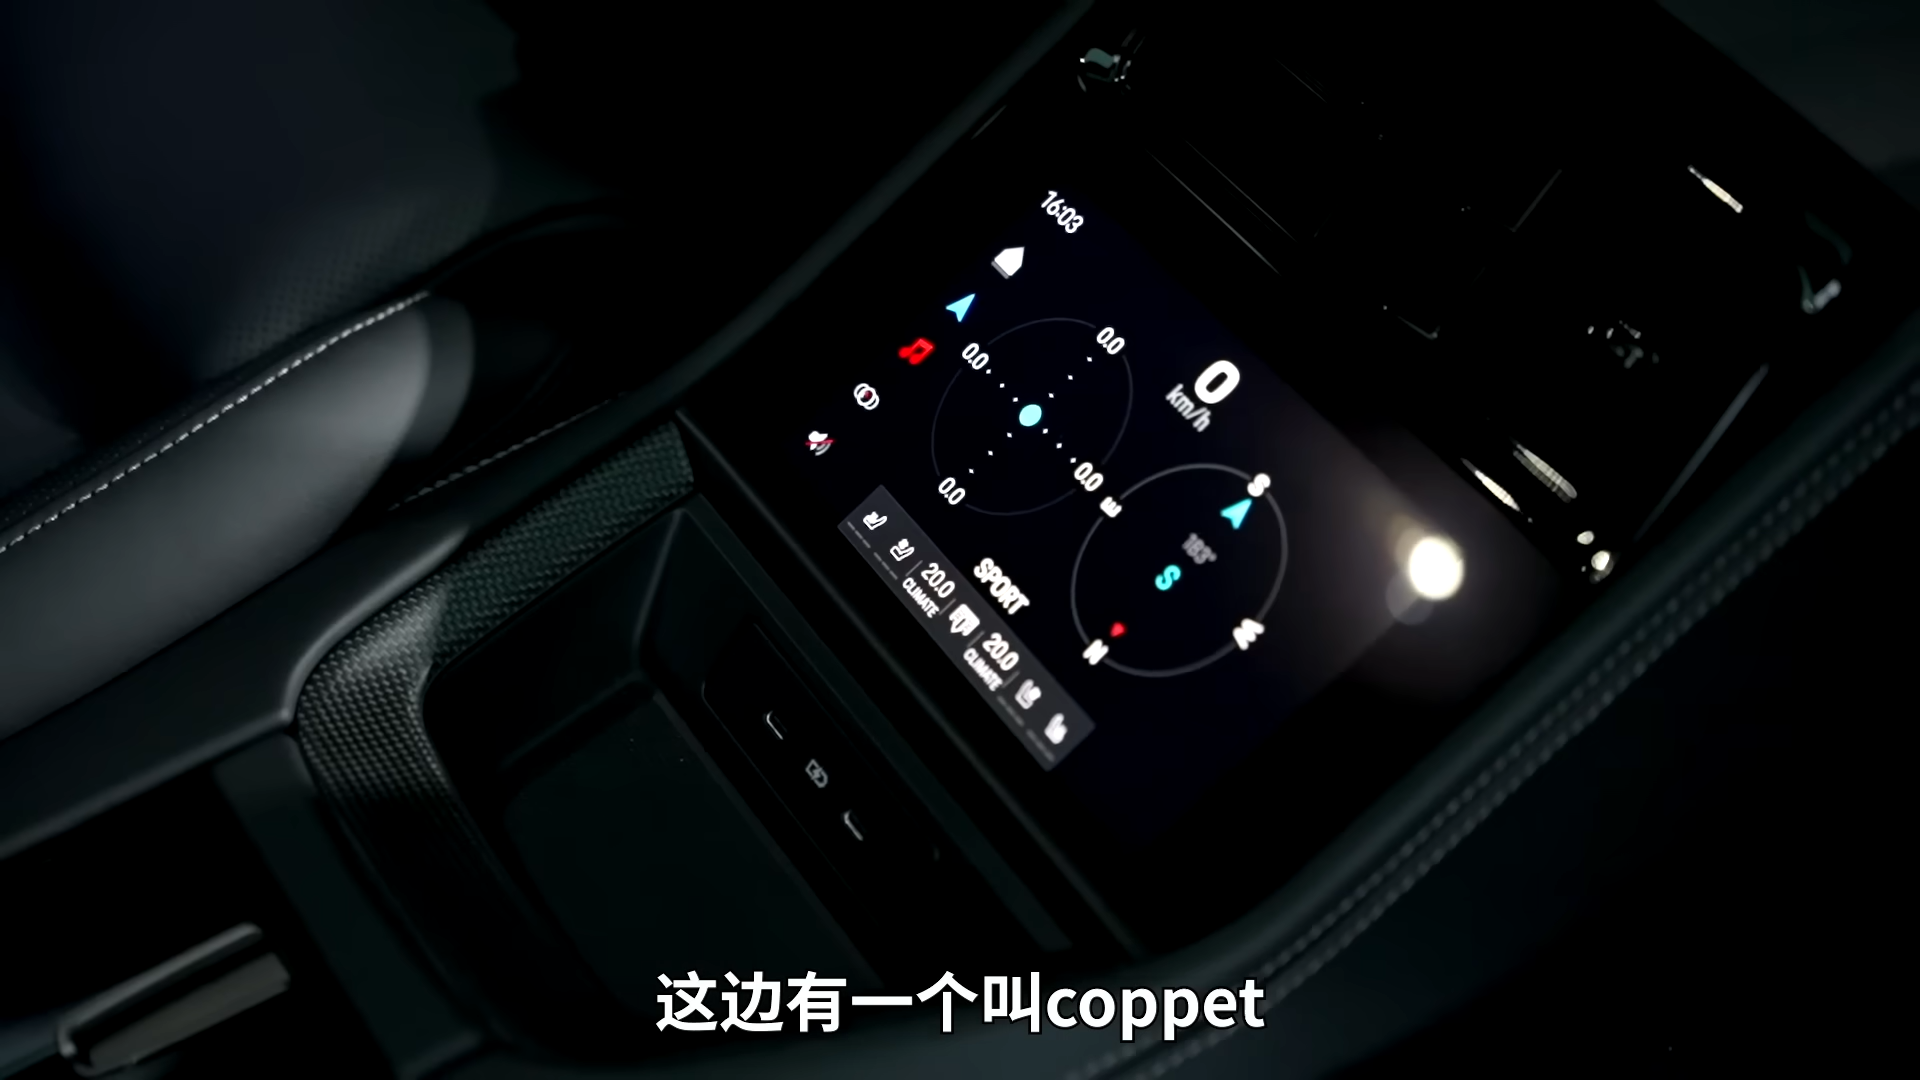 16:03
0.0
0.0
0
km/h
0.0
0.0
E
S
183°
S
W
N
SPORT
20.0
CLIMATE
20.0
CLIMATE
这边有一个叫coppet